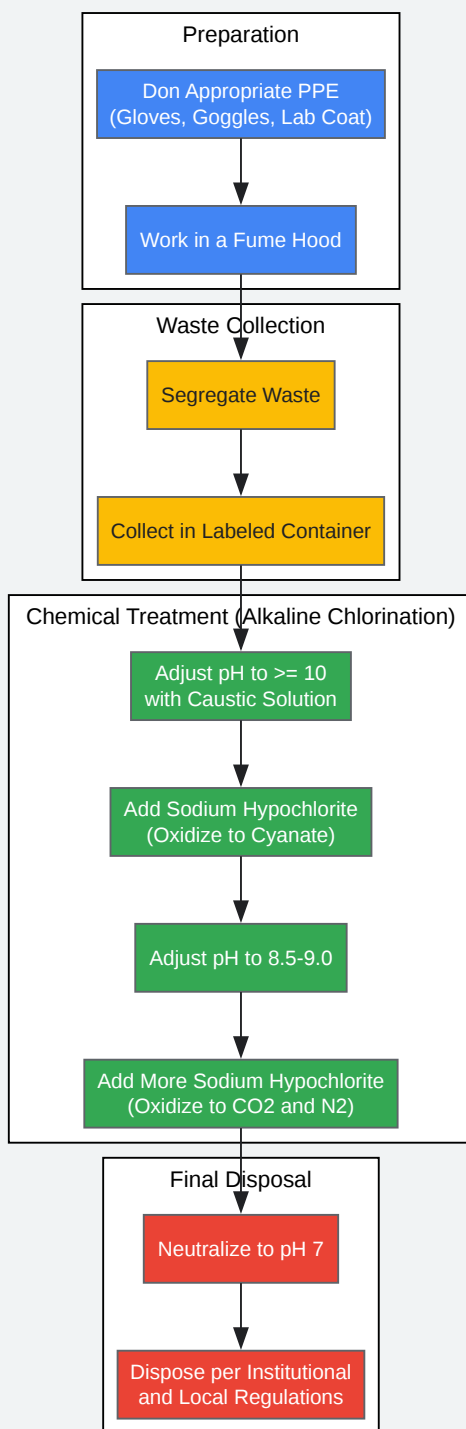 Preparation
Don Appropriate PPE
(Gloves, Goggles, Lab Coat)
Work in a Fume Hood
Waste Collection
Segregate Waste
Collect in Labeled Container
Chemical Treatment (Alkaline Chlorination)
Adjust pH to >= 10
with Caustic Solution
Add Sodium Hypochlorite
(Oxidize to Cyanate)
Adjust pH to 8.5-9.0
Add More Sodium Hypochlorite
(Oxidize to CO2 and N2)
Final Disposal
Neutralize to pH 7
Dispose per Institutional
and Local Regulations